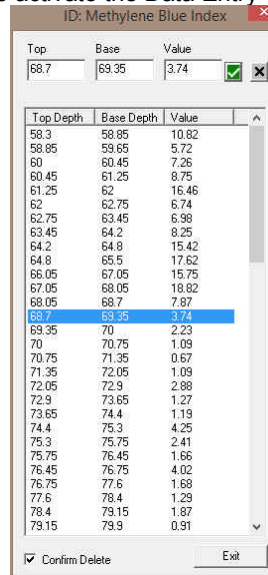 activate the Data Entry
ID: Methylene Blue Index
Top Base Value
68.7 69.35 3.74
Top Depth Base Depth Value
58.3 58.85 10.82
58.85 59.65 5.72
60 60.45 7.26
60.45 61.25 8.75
61.25 62 16.46
62 62.75 6.74
62.75 63.45 6.98
63.45 64.2 8.25
64.2 64.8 15.42
64.8 65.5 17.62
66.05 67.05 15.75
67.05 68.05 18.82
68.05 68.7 7.87
68.7 69.35 3.74
69.35 70 2.23
70 70.75 1.09
70.75 71.35 0.67
71.35 72.05 1.09
72.05 72.9 2.88
72.9 73.65 1.27
73.65 74.4 1.19
74.4 75.3 4.25
75.3 75.75 2.41
75.75 76.45 1.66
76.45 76.75 4.02
76.75 77.6 1.68
77.6 78.4 1.29
78.4 79.15 1.87
79.15 79.9 0.91
Confirm Delete Exit